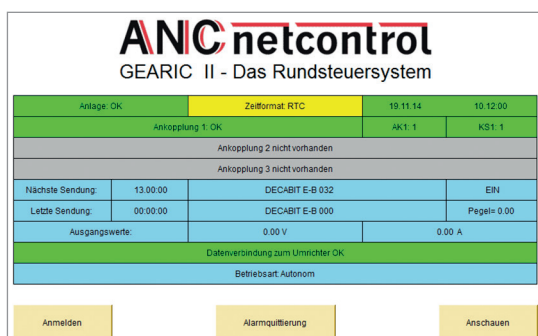 ANC netcontrol
GEARIC II - Das Rundsteuersystem
Anlage: OK Zeitformat: RTC 19.11.14 10.12:00
Ankopplung 1: OK AK1: 1 KS1: 1
Ankopplung 2 nicht vorhanden
Ankopplung 3 nicht vorhanden
Nächste Sendung: 13.00:00 DECABIT E-B 032 EIN
Letzte Sendung: 00:00:00 DECABIT E-B 000 Pegel= 0.00
Ausgangswerte: 0.00 V 0.00 A
Datenverbindung zum Umrichter OK
Betriebsart: Autonom
Anmelden Alarmquittierung Anschauen